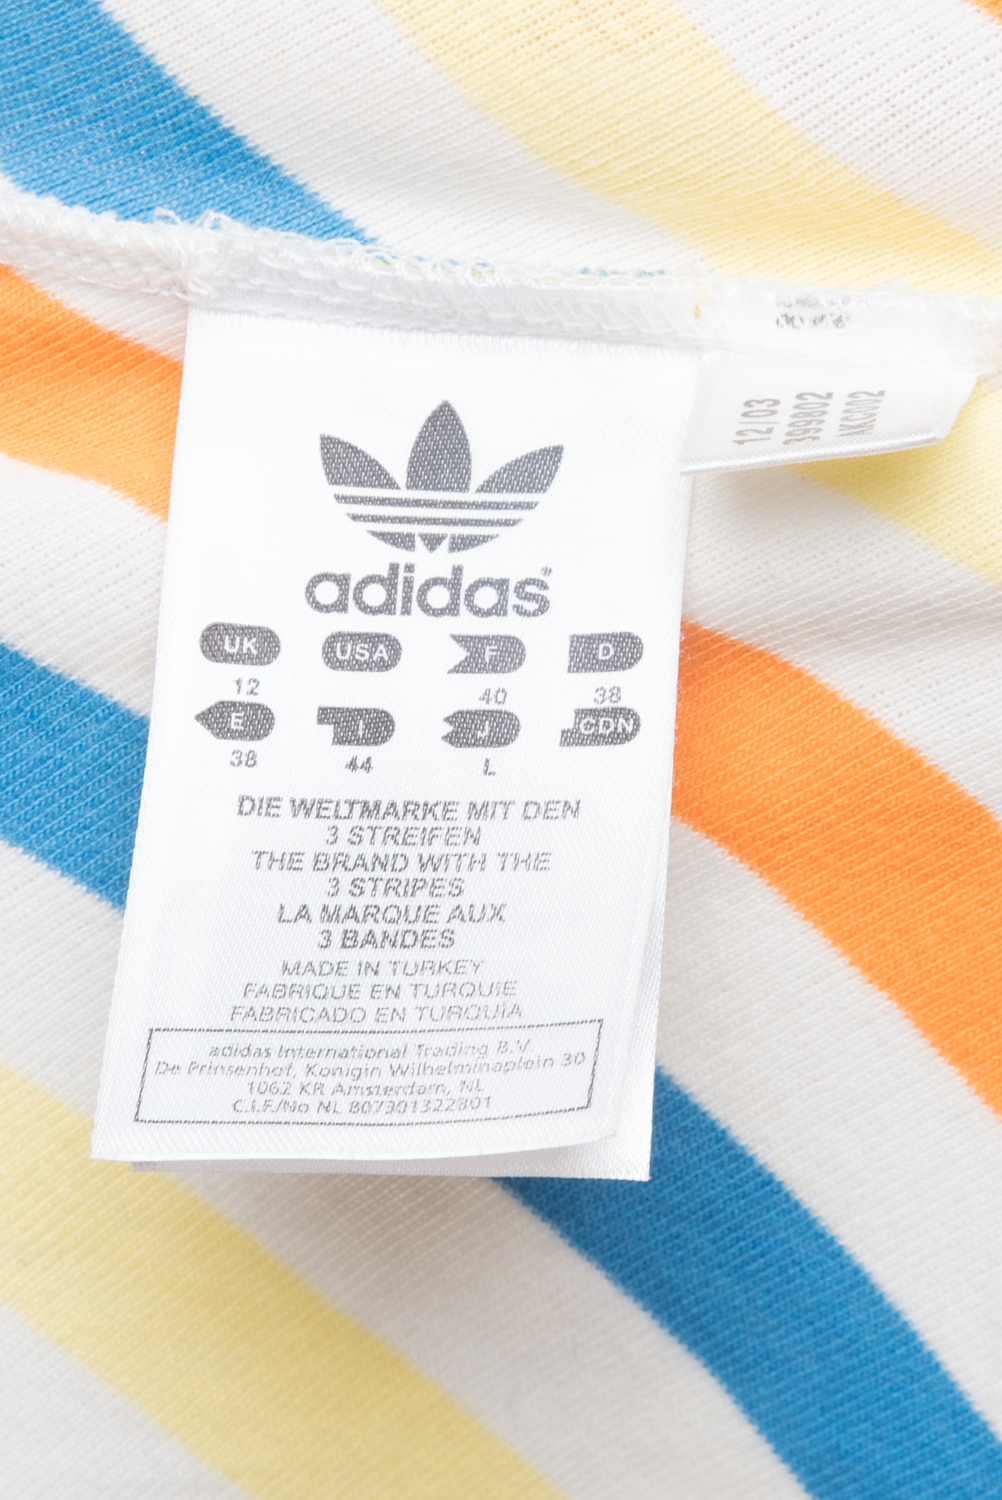 12/03
399802
adidas®
UK USA F D
12 40 38
E I J CDN
38 44 L
DIE WELTMARKE MIT DEN
3 STREIFEN
THE BRAND WITH THE
3 STRIPES
LA MARQUE AUX
3 BANDES
MADE IN TURKEY
FABRIQUE EN TURQUIE
FABRICADO EN TURQUÍA
adidas International Trading B.V.
De Prinsenhof, Konigin Wilhelminaplein 30
1062 KR Amsterdam, NL
C.I.F./No NL 807301322B01